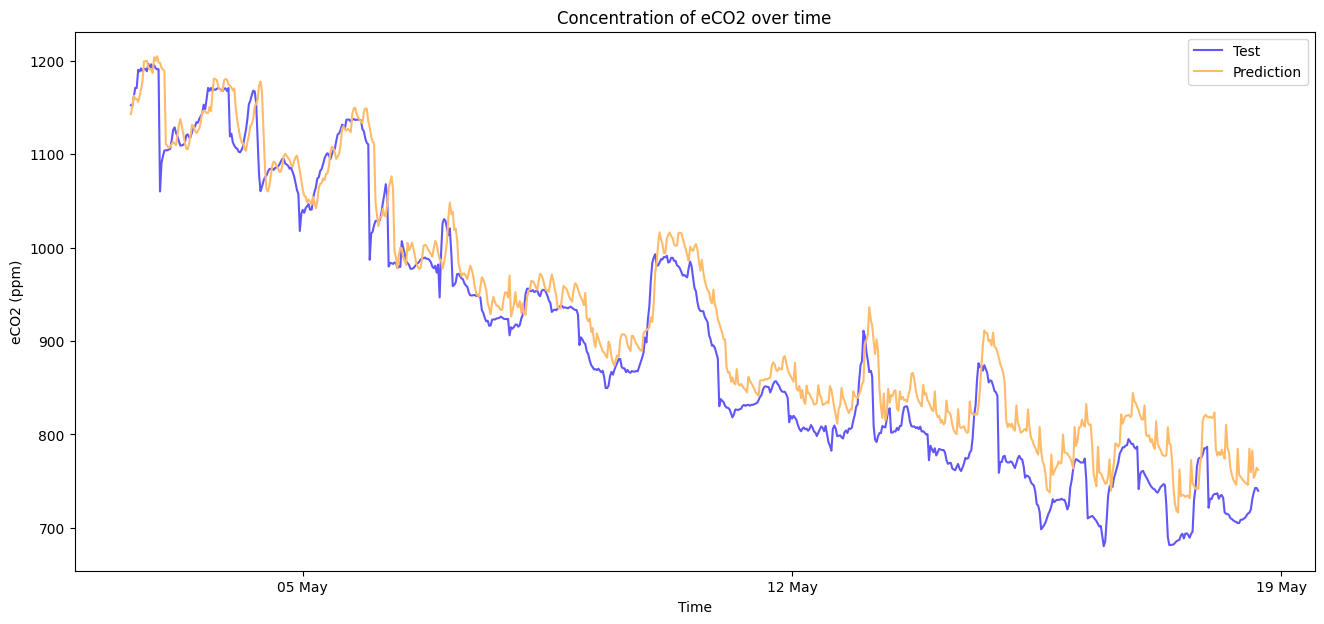 Concentration of eCO2 over time
Test
Prediction
eCO2 (ppm)
1200
1100
1000
900
800
700
05 May
12 May
19 May
Time